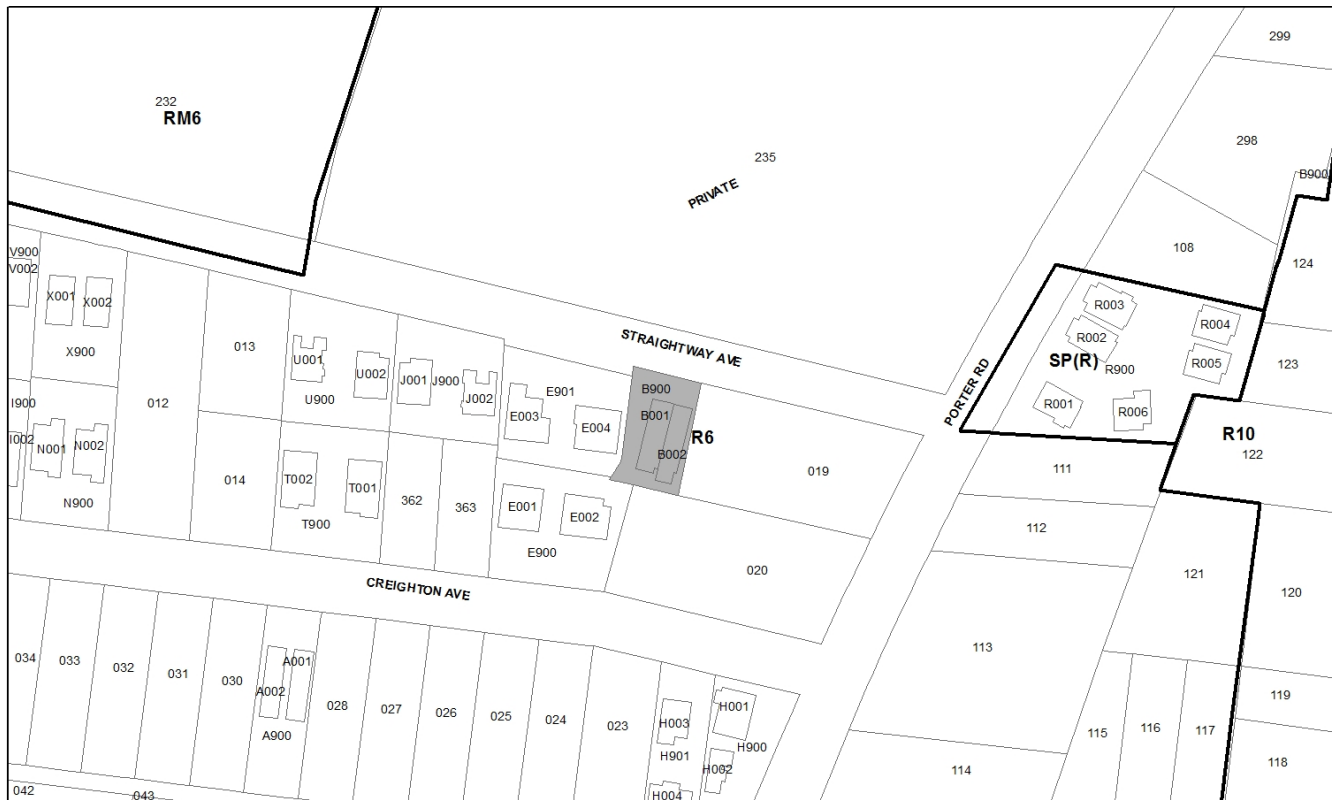 299
232
RM6
298
235
B900
PRIVATE
108
124
V900
V002
X001
X002
R003
R004
R002
SP(R)
R900
R005
123
013
U001
U002
U900
STRAIGHTWAY AVE
X900
J001
J900
J002
E901
E003
E004
B900
B001
B002
R6
PORTER RD
R001
R006
R10
122
I900
I002
N001
N002
N900
012
014
T002
T001
T900
362
363
E001
E002
E900
019
111
112
020
121
120
CREIGHTON AVE
113
034
033
032
031
030
A001
A002
A900
028
027
026
025
024
023
H003
H901
H004
H001
H900
H002
115
116
117
119
118
114
042
043